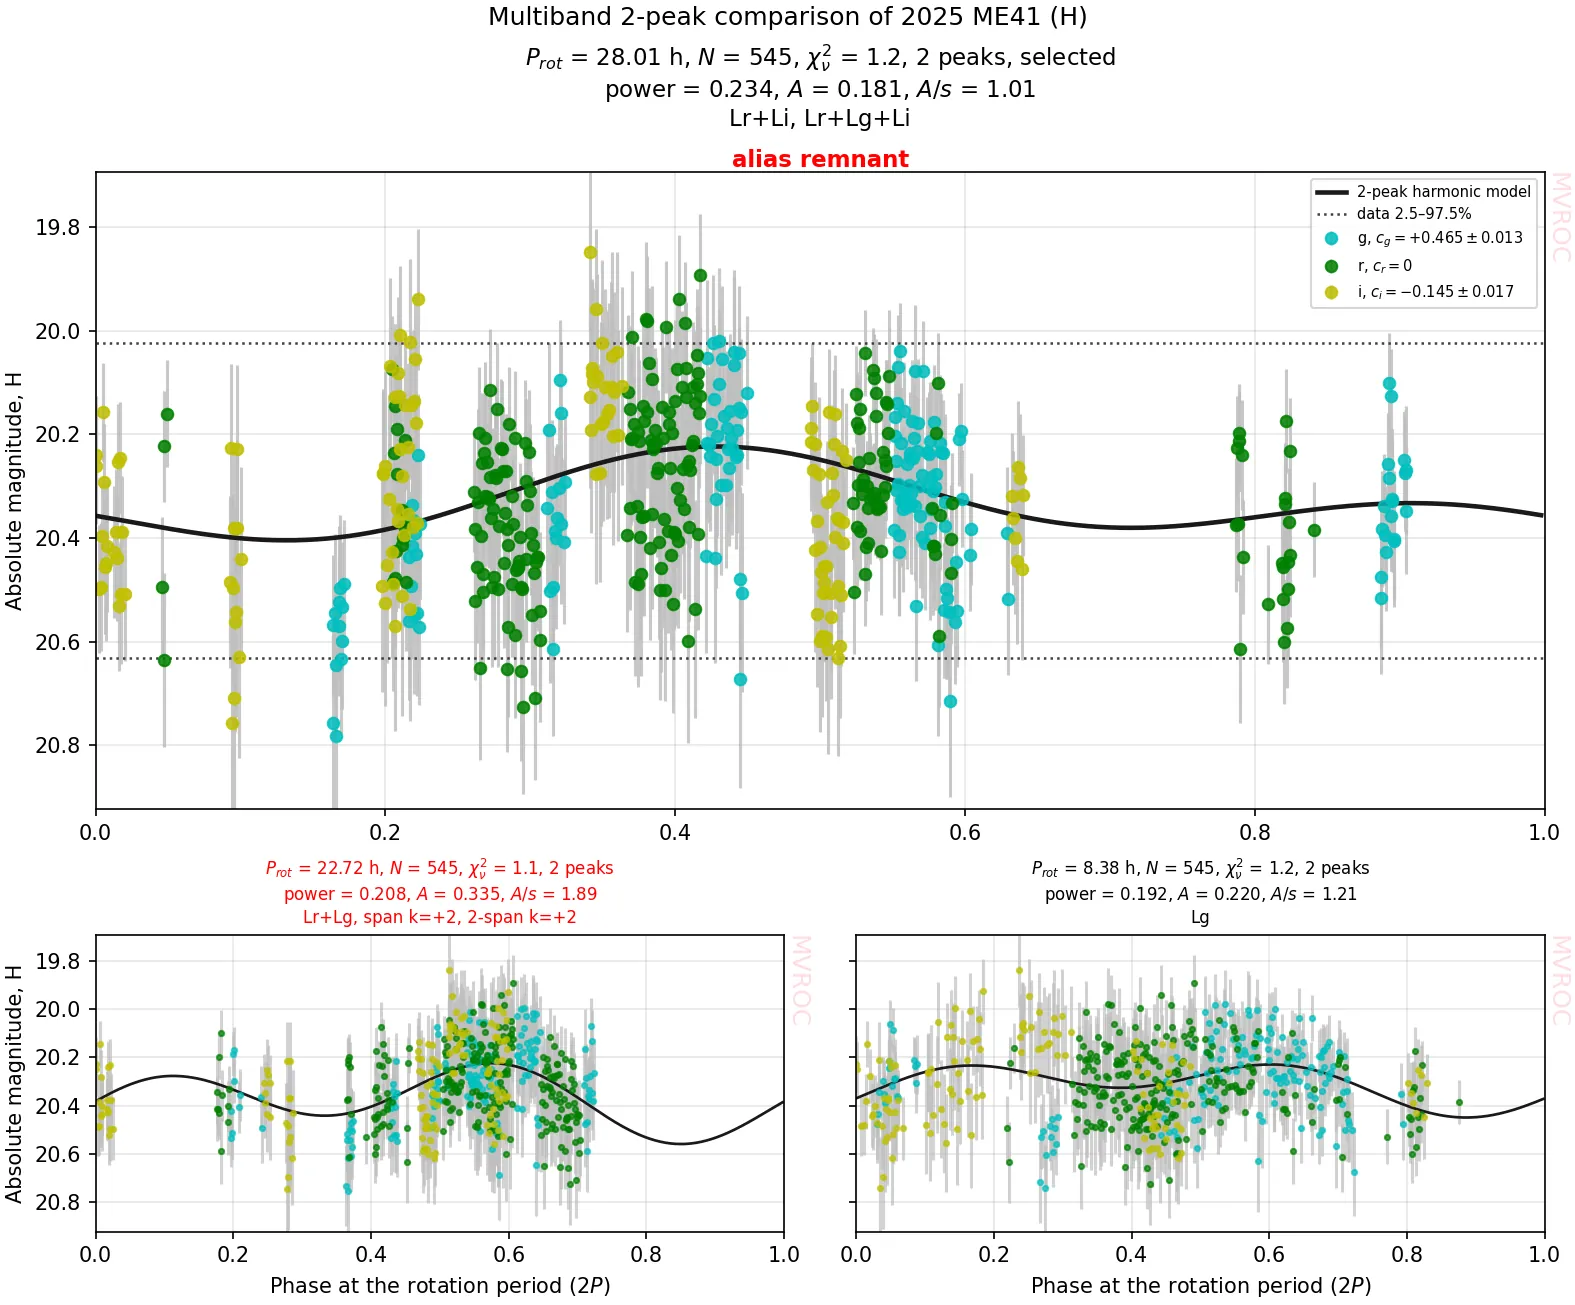 Multiband 2-peak comparison of 2025 ME41 (H)
P_rot = 28.01 h, N = 545, χ²_ν = 1.2, 2 peaks, selected
power = 0.234, A = 0.181, A/s = 1.01
Lr+Li, Lr+Lg+Li
alias remnant
2-peak harmonic model
data 2.5–97.5%
g, c_g = +0.465 ± 0.013
r, c_r = 0
i, c_i = −0.145 ± 0.017
MVROC
Absolute magnitude, H
19.8
20.0
20.2
20.4
20.6
20.8
0.0 0.2 0.4 0.6 0.8 1.0
P_rot = 22.72 h, N = 545, χ²_ν = 1.1, 2 peaks
power = 0.208, A = 0.335, A/s = 1.89
Lr+Lg, span k=+2, 2-span k=+2
MVROC
Absolute magnitude, H
19.8
20.0
20.2
20.4
20.6
20.8
0.0 0.2 0.4 0.6 0.8 1.0
Phase at the rotation period (2P)
P_rot = 8.38 h, N = 545, χ²_ν = 1.2, 2 peaks
power = 0.192, A = 0.220, A/s = 1.21
Lg
MVROC
0.0 0.2 0.4 0.6 0.8 1.0
Phase at the rotation period (2P)